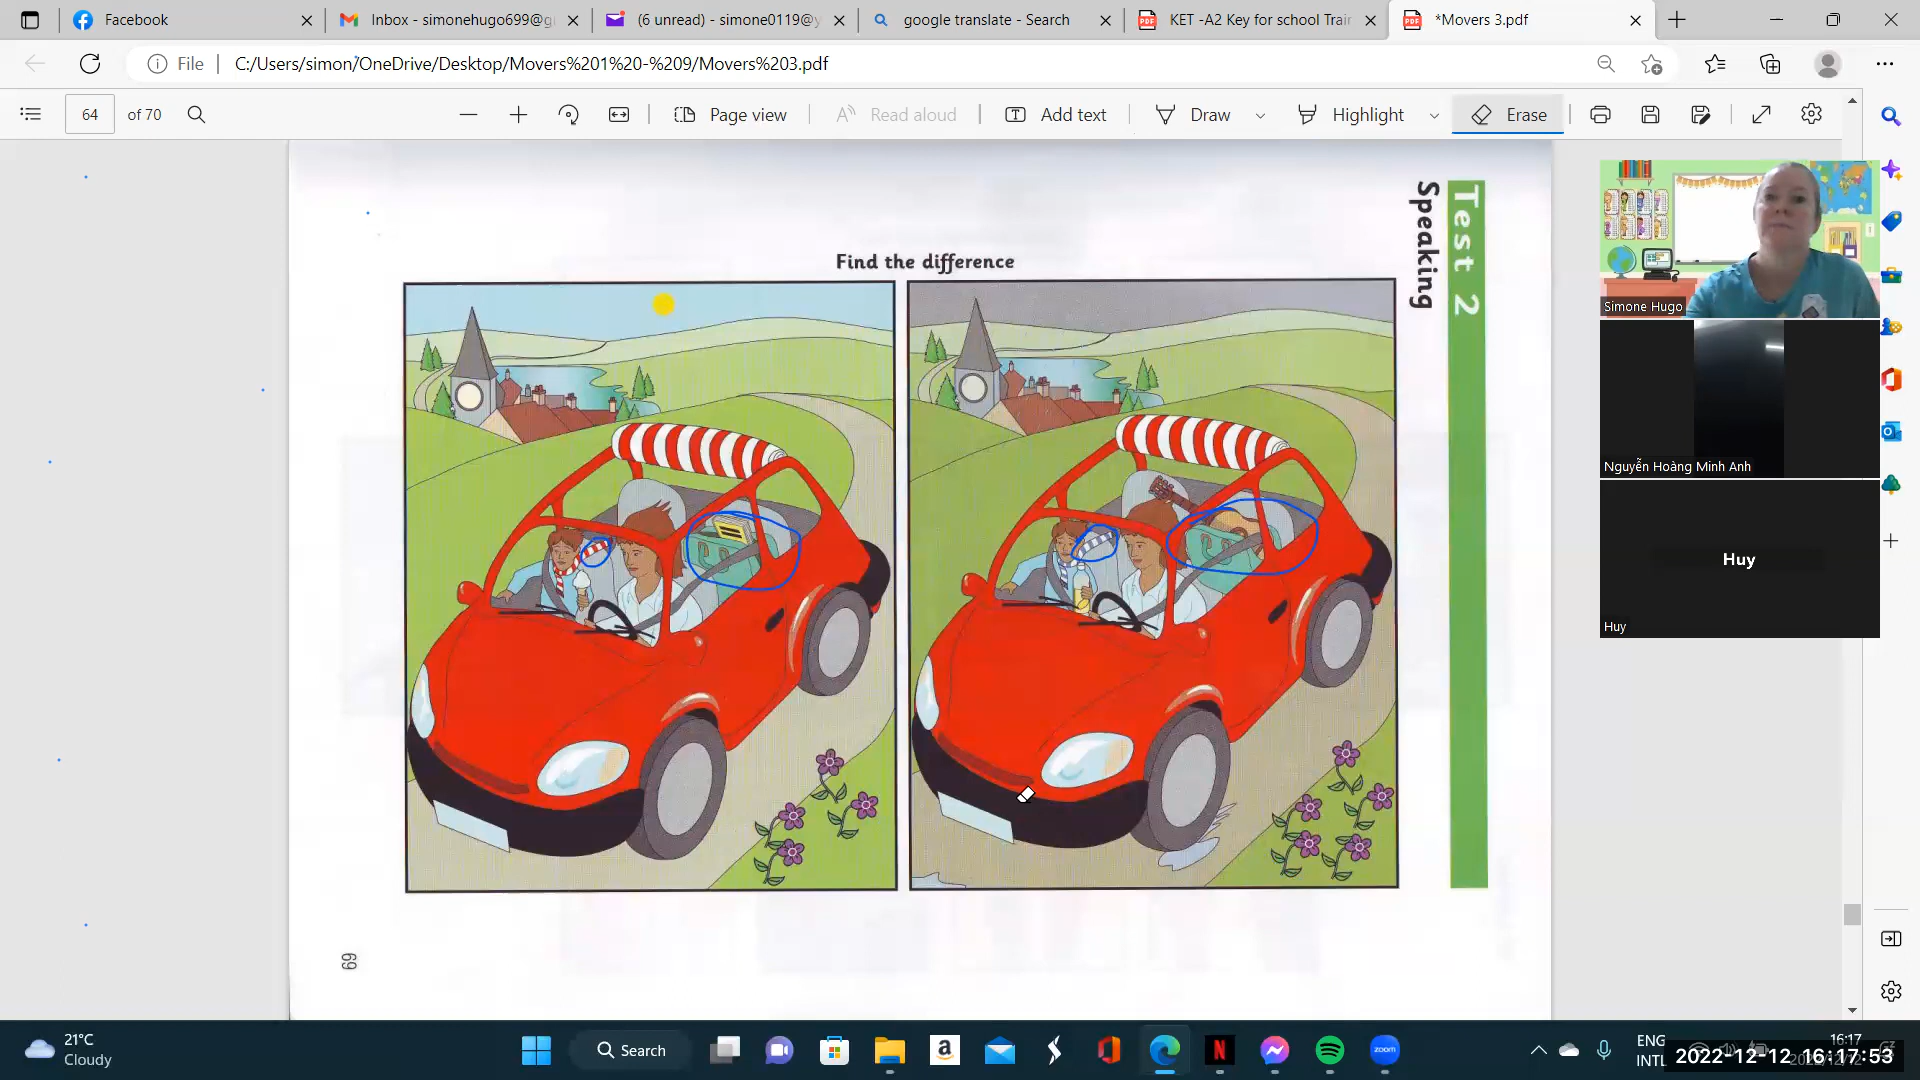 Facebook
Inbox - simonehugo699@g
(6 unread) - simone0119@y
google translate - Search
KET -A2 Key for school Trair
*Movers 3.pdf
File
C:/Users/simon/OneDrive/Desktop/Movers%201%20-%209/Movers%203.pdf
64
of 70
Page view
Read aloud
Add text
Draw
Highlight
Erase
Test 2
Speaking
Find the difference
69
Simone Hugo
Nguyễn Hoàng Minh Anh
Huy
Huy
21°C
Cloudy
Search
zoom
ENG
INTL
16:17
2022-12-12 16:17:53